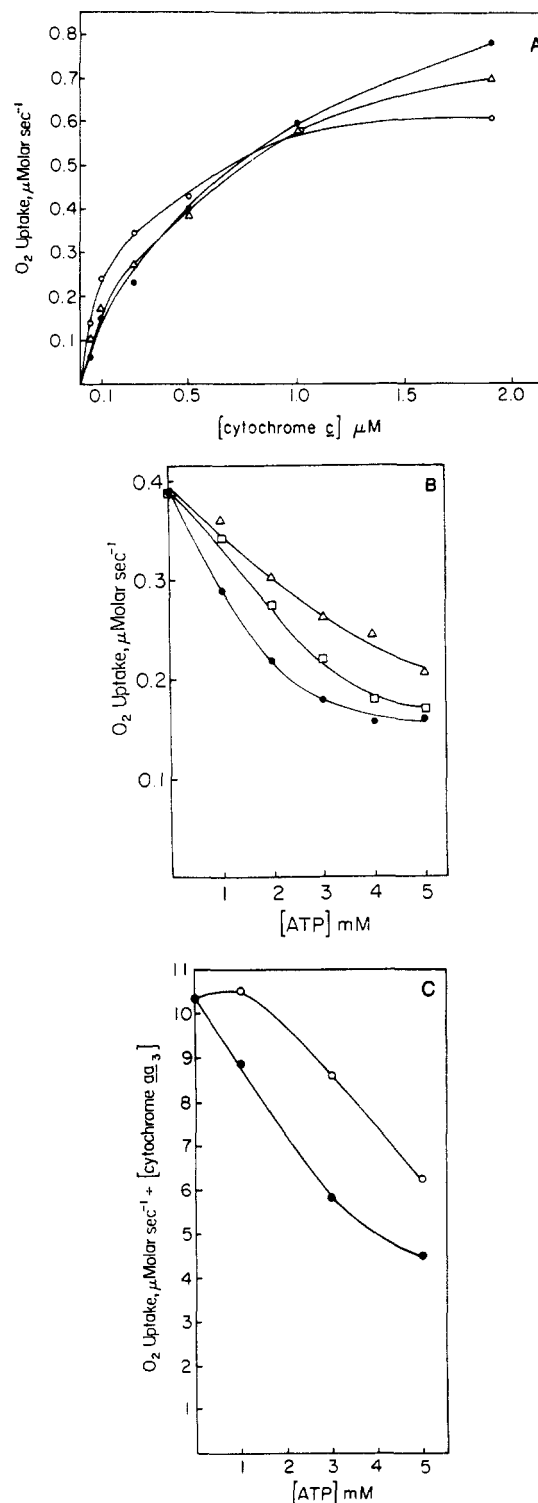 A
0.8
0.7
0.6
0.5
0.4
0.3
0.2
0.1
O₂ Uptake, μMolar sec⁻¹
0.1 0.5 1.0 1.5 2.0
[cytochrome c] μM
B
0.4
0.3
0.2
0.1
O₂ Uptake, μMolar sec⁻¹
1 2 3 4 5
[ATP] mM
C
11
10
9
8
7
6
5
4
3
2
1
O₂ Uptake, μMolar sec⁻¹ ÷ [cytochrome aa₃]
1 2 3 4 5
[ATP] mM